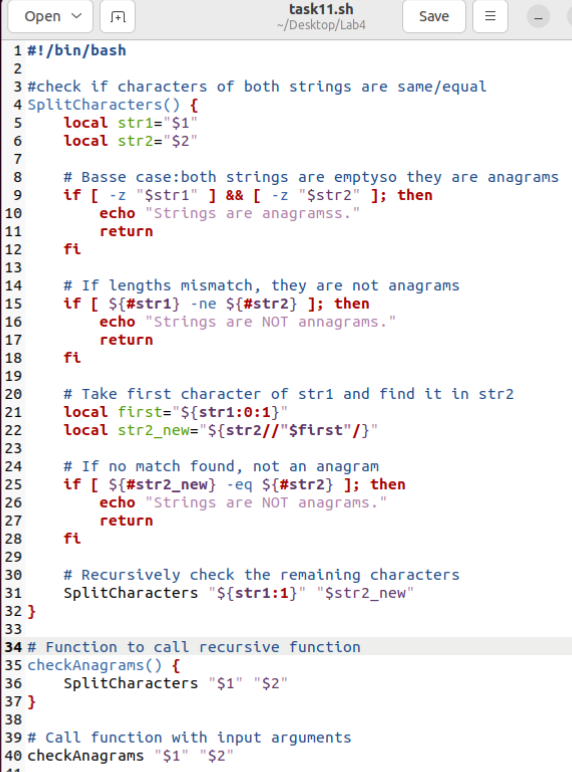 Open
task11.sh
~/Desktop/Lab4
Save
1 #!/bin/bash
2
3 #check if characters of both strings are same/equal
4 SplitCharacters() {
5     local str1="$1"
6     local str2="$2"
7
8     # Basse case:both strings are emptyso they are anagrams
9     if [ -z "$str1" ] && [ -z "$str2" ]; then
10         echo "Strings are anagramss."
11         return
12     fi
13
14     # If lengths mismatch, they are not anagrams
15     if [ ${#str1} -ne ${#str2} ]; then
16         echo "Strings are NOT annagrams."
17         return
18     fi
19
20     # Take first character of str1 and find it in str2
21     local first="${str1:0:1}"
22     local str2_new="${str2//"$first"/}"
23
24     # If no match found, not an anagram
25     if [ ${#str2_new} -eq ${#str2} ]; then
26         echo "Strings are NOT anagrams."
27         return
28     fi
29
30     # Recursively check the remaining characters
31     SplitCharacters "${str1:1}" "$str2_new"
32 }
33
34 # Function to call recursive function
35 checkAnagrams() {
36     SplitCharacters "$1" "$2"
37 }
38
39 # Call function with input arguments
40 checkAnagrams "$1" "$2"